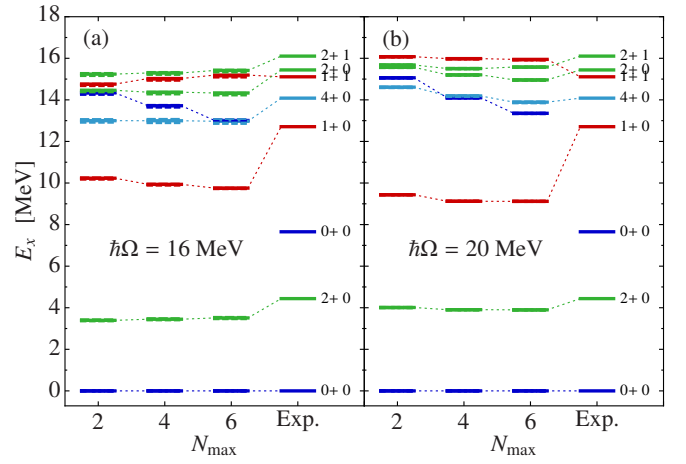 18
16
14
12
10
8
6
4
2
0
E_x [MeV]
(a)
ħΩ = 16 MeV
2+ 1
2+ 0
1+ 1
4+ 0
1+ 0
0+ 0
2+ 0
0+ 0
2 4 6 Exp.
N_max
(b)
ħΩ = 20 MeV
2+ 1
2+ 0
1+ 1
4+ 0
1+ 0
0+ 0
2+ 0
0+ 0
2 4 6 Exp.
N_max